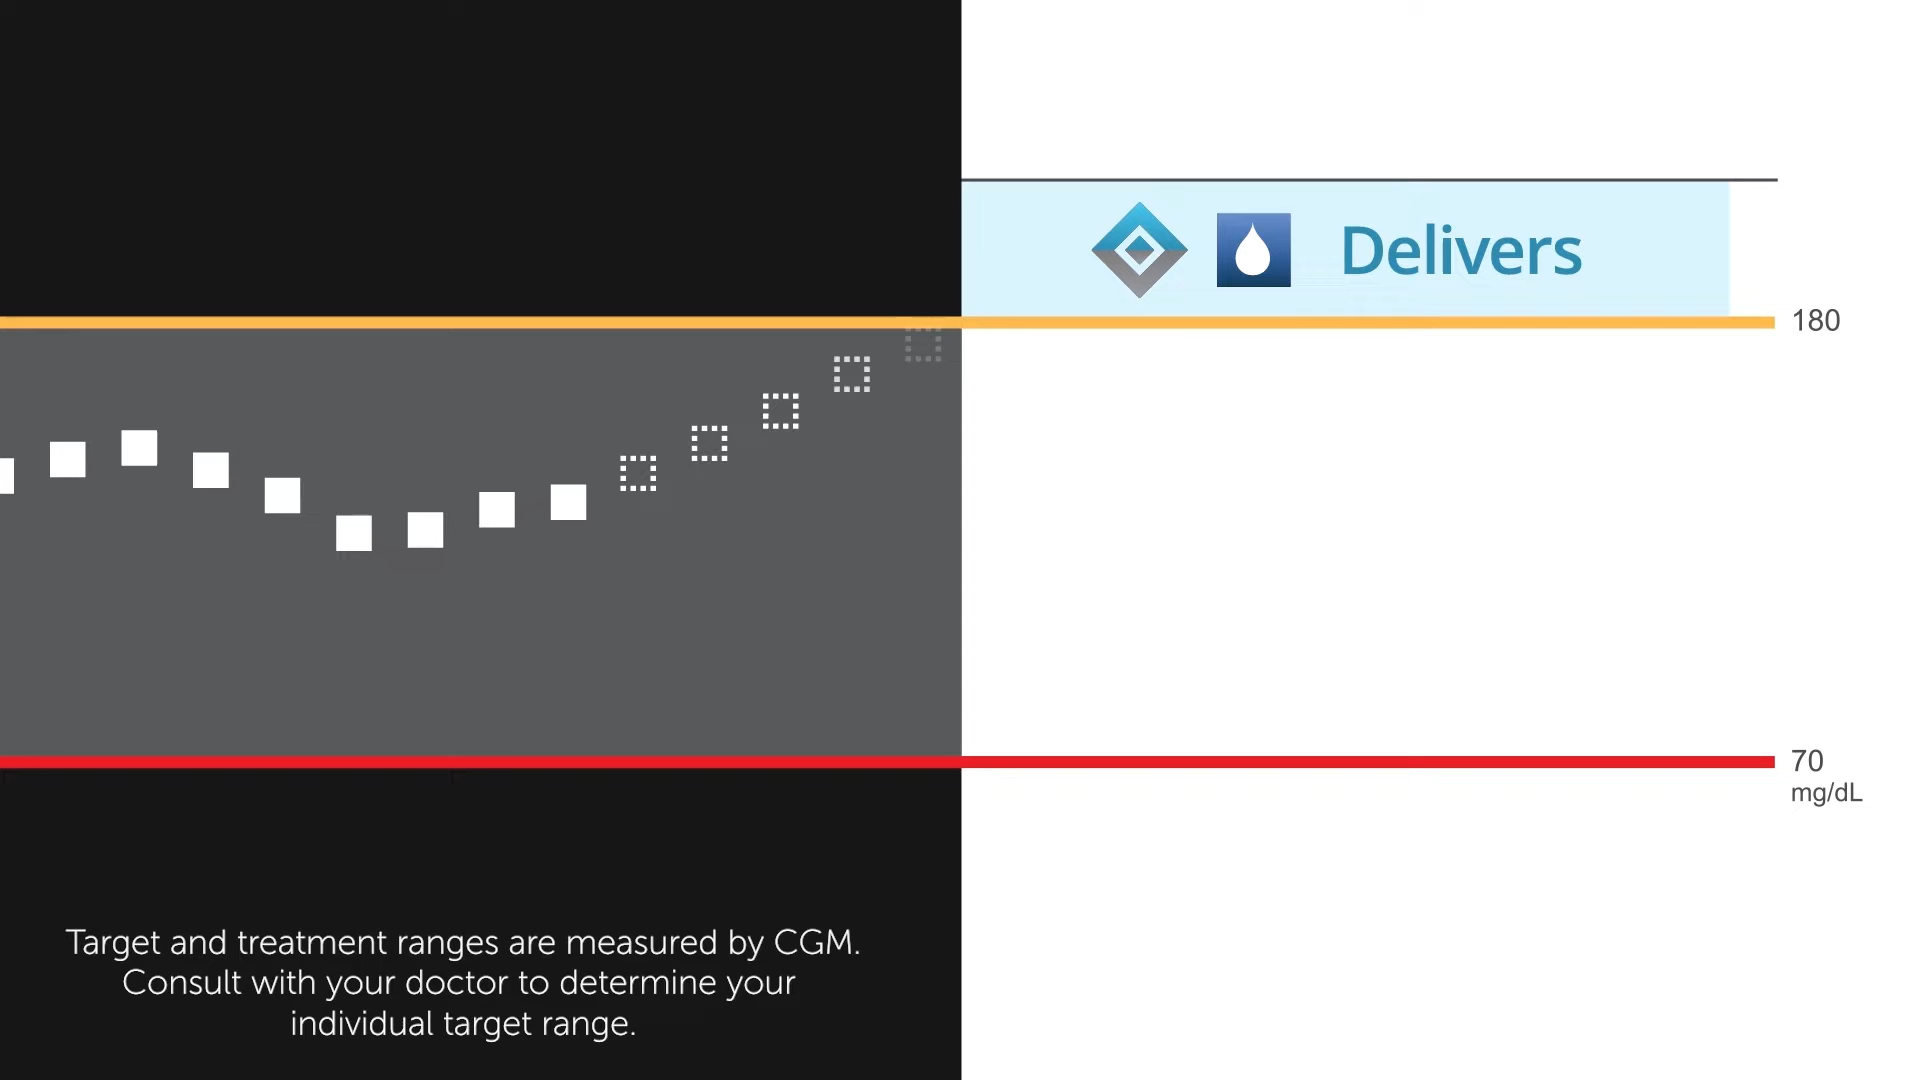 Delivers
180
70
mg/dL
Target and treatment ranges are measured by CGM.
Consult with your doctor to determine your
individual target range.